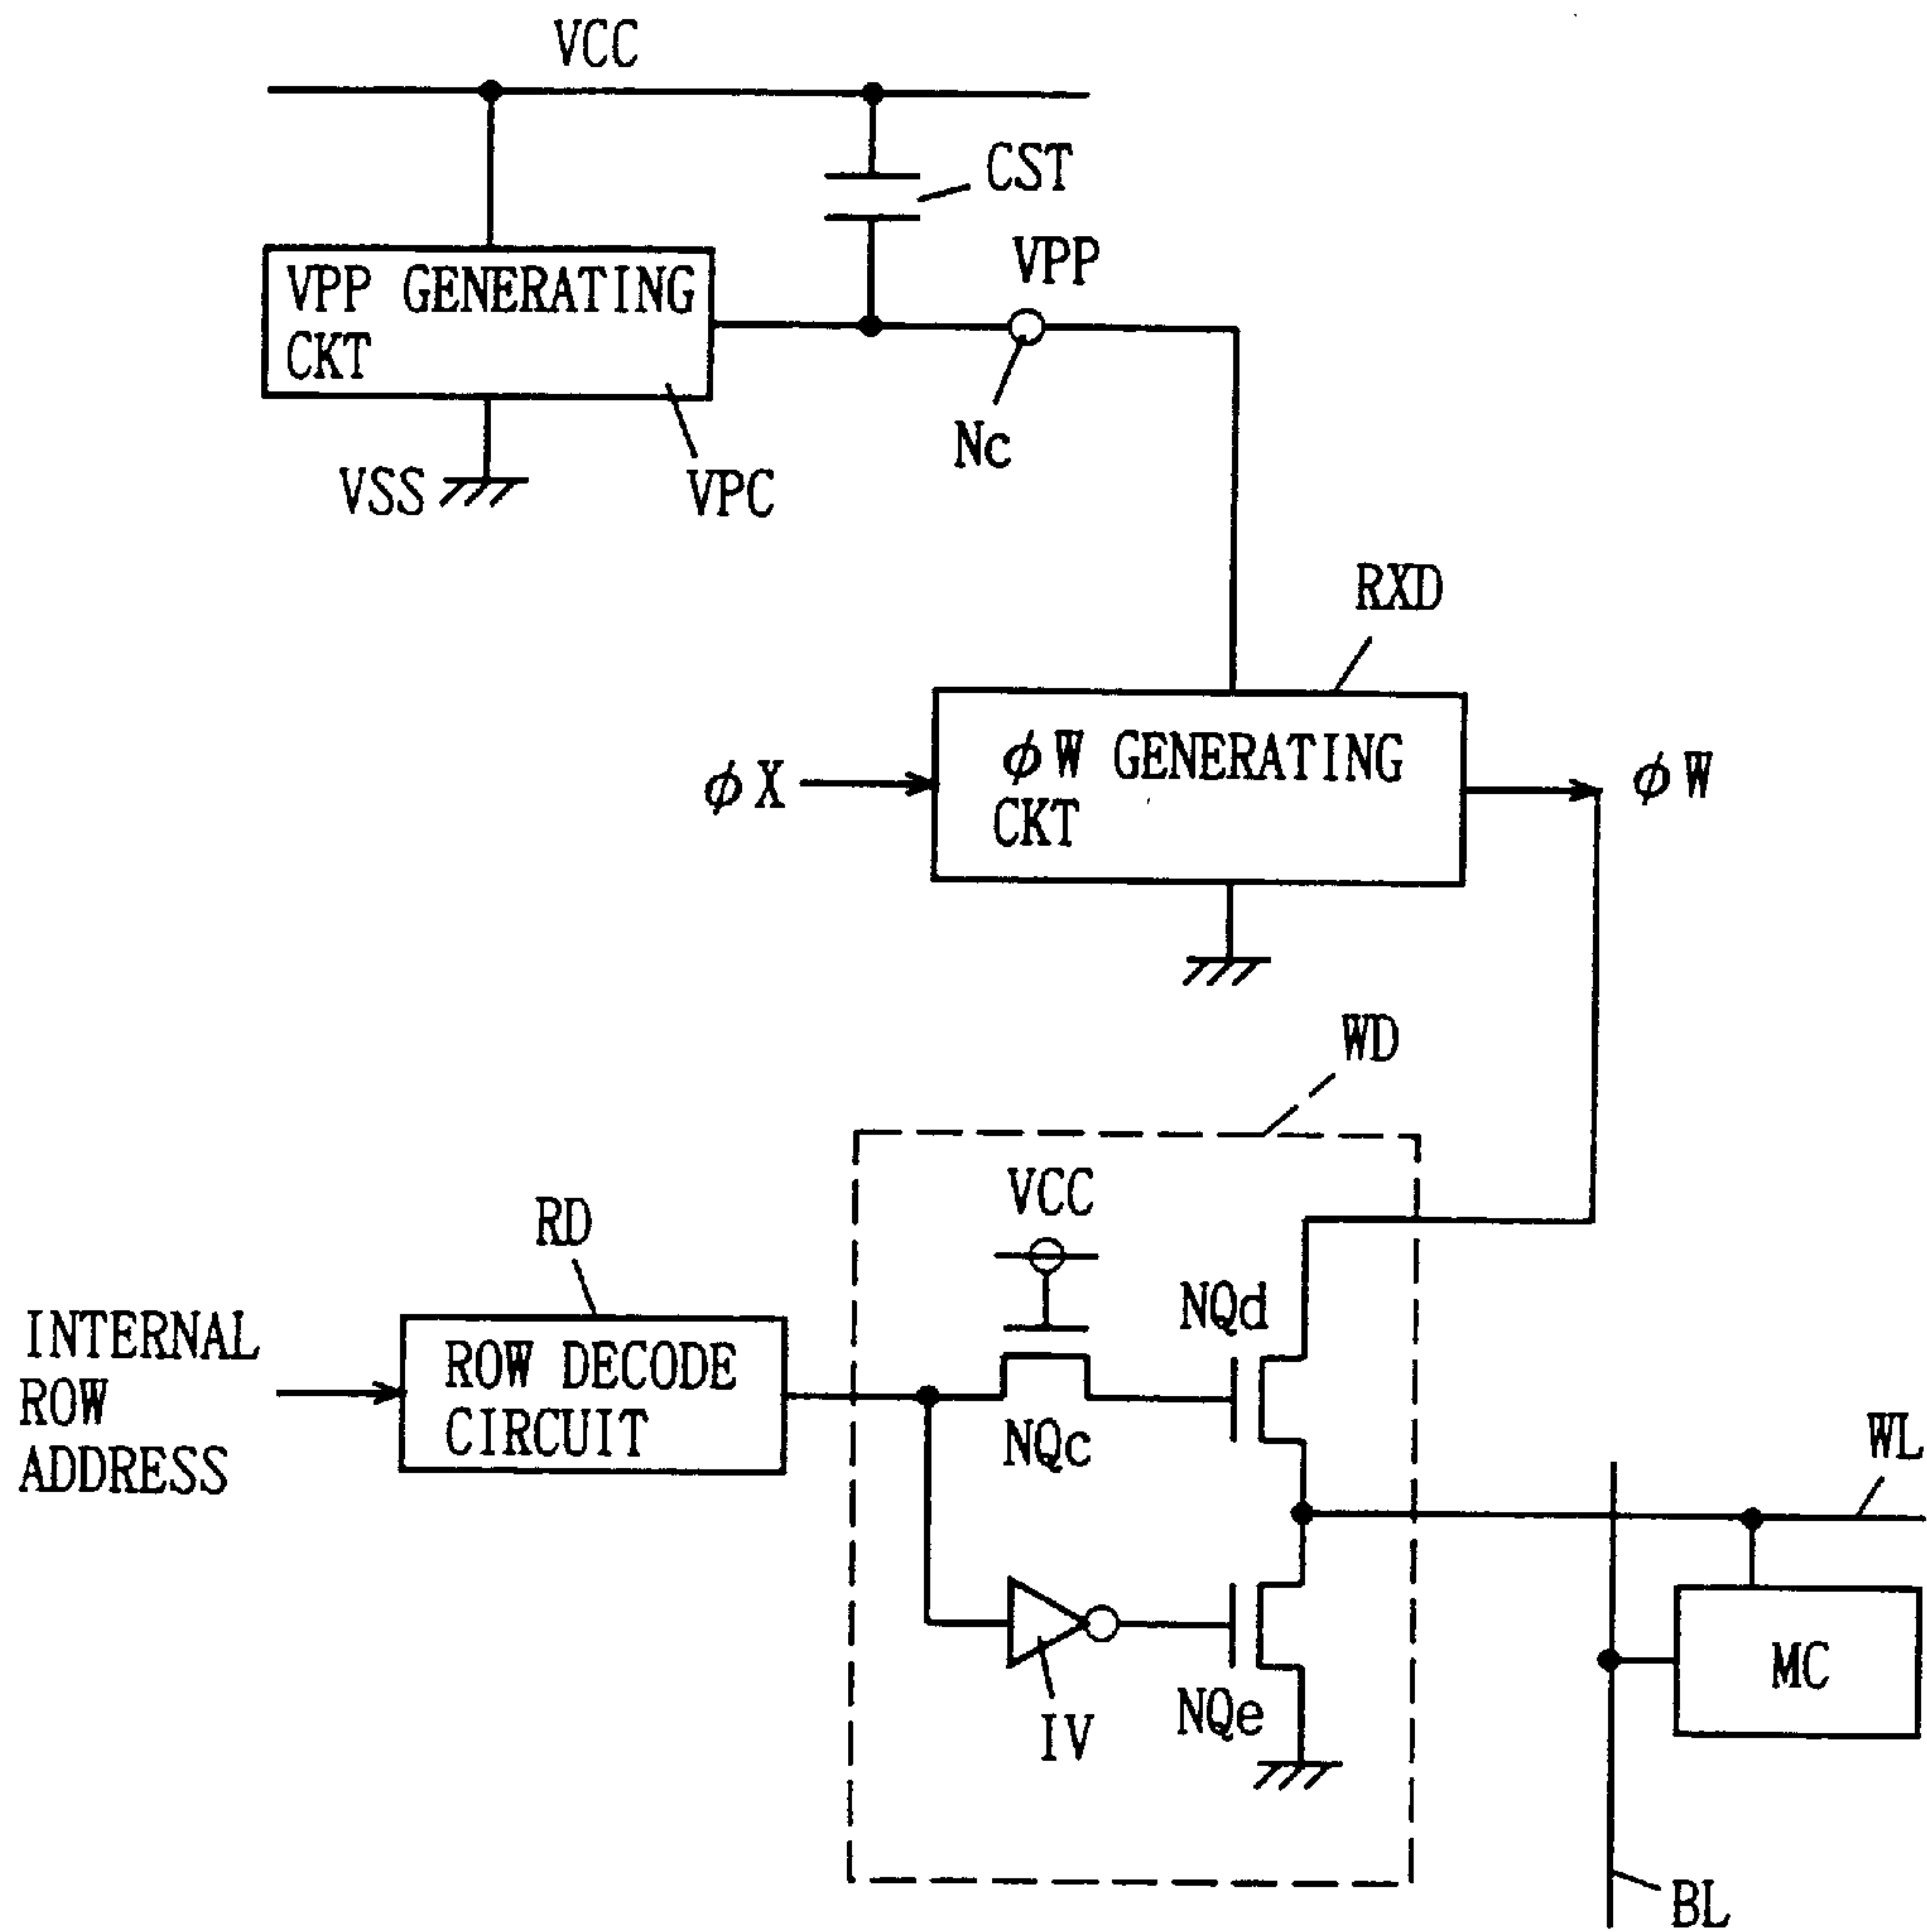 VCC
CST
VPP
VPP GENERATING
CKT
Nc
VSS
VPC
RXD
ϕW GENERATING
CKT
ϕX
ϕW
WD
VCC
RD
NQd
INTERNAL
ROW
ADDRESS
ROW DECODE
CIRCUIT
NQc
WL
MC
NQe
IV
BL